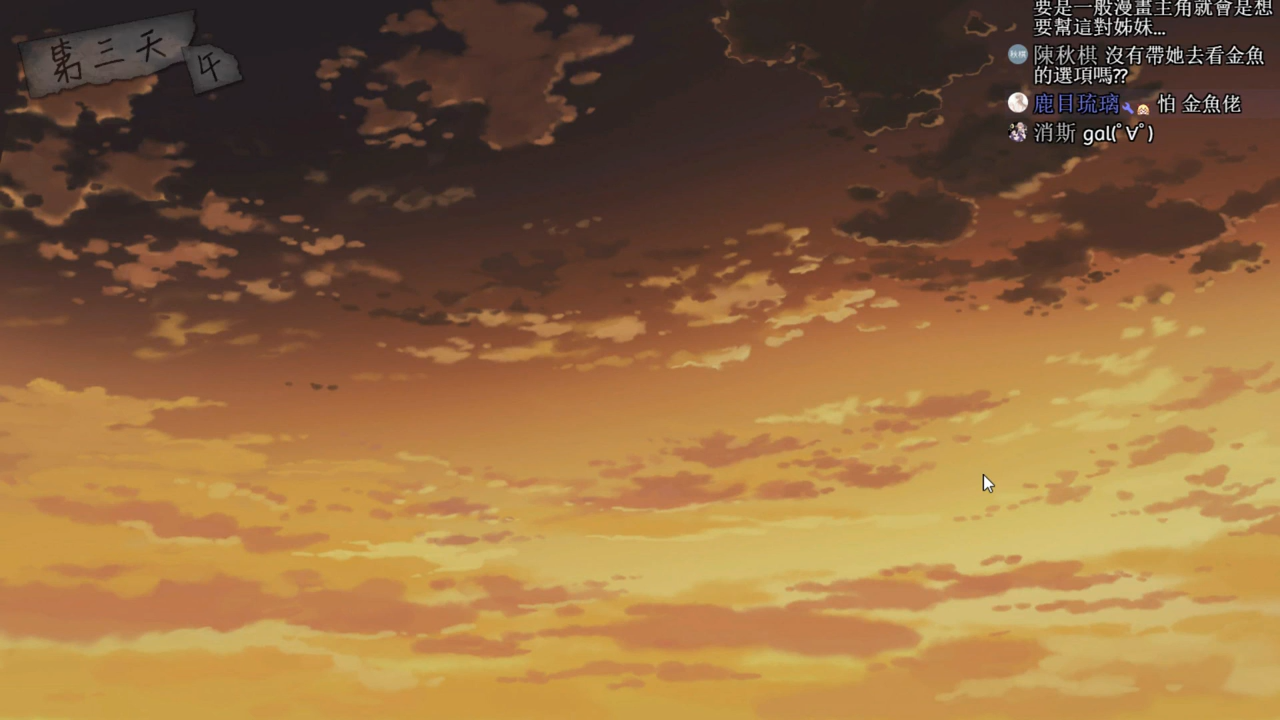 第三天
午
要是一般漫畫主角就會是想
要幫這對姊妹...
秋棋 陳秋棋 沒有帶她去看金魚
的選項嗎??
鹿目琉璃 怕 金魚佬
消斯 gal(ﾟ∀ﾟ)